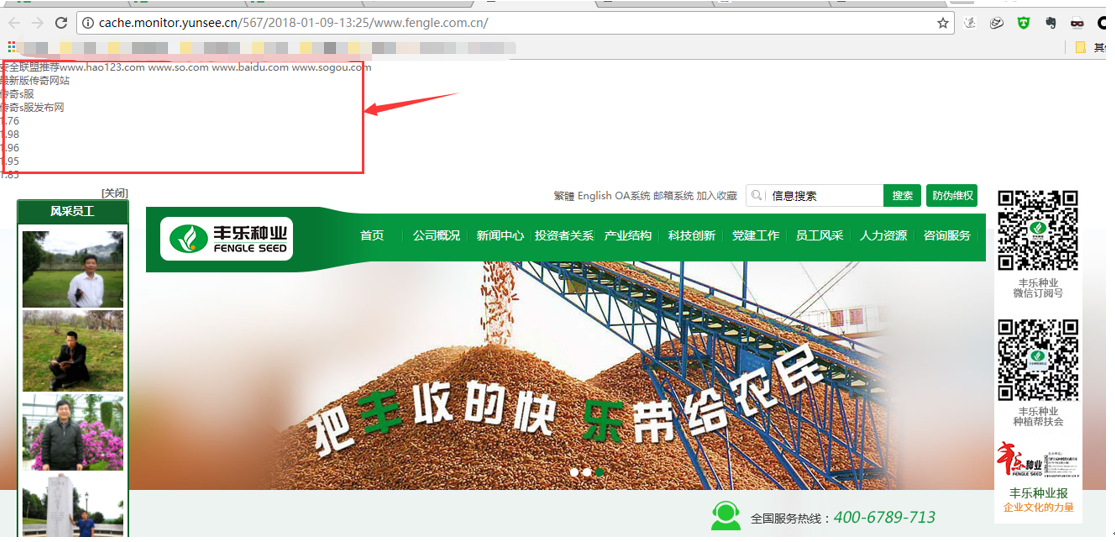 cache.monitor.yunsee.cn/567/2018-01-09-13:25/www.fengle.com.cn/
其
安全联盟推荐www.hao123.com www.so.com www.baidu.com www.sogou.com
最新版传奇网站
传奇s服
传奇s服发布网
1.76
1.98
1.96
1.95
1.85
[关闭]
繁體 English OA系统 邮箱系统 加入收藏 信息搜索 搜索 防伪维权
风采员工
丰乐种业
FENGLE SEED
首页 公司概况 新闻中心 投资者关系 产业结构 科技创新 党建工作 员工风采 人力资源 咨询服务
丰乐种业
微信订阅号
把丰收的快乐带给农民
丰乐种业
种植帮扶会
丰乐种业
FENGLE SEED
丰乐种业报
企业文化的力量
全国服务热线：400-6789-713